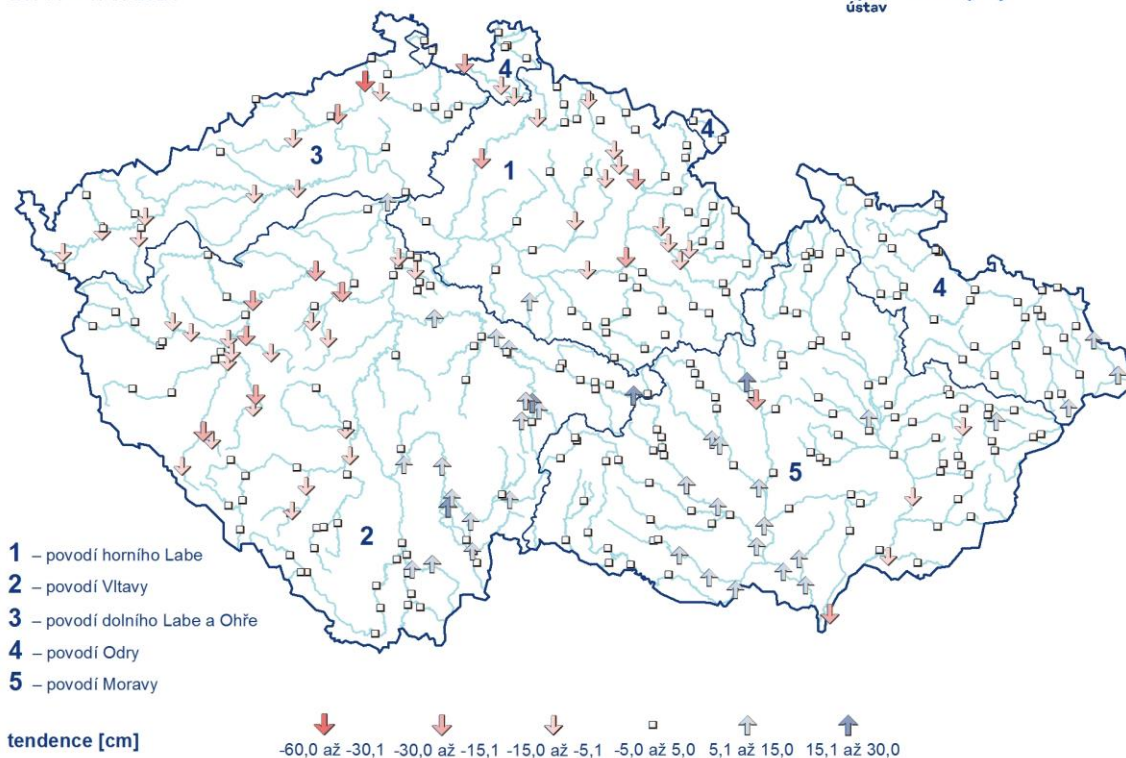 ústav
4
4
3
1
4
5
2
1 – povodí horního Labe
2 – povodí Vltavy
3 – povodí dolního Labe a Ohře
4 – povodí Odry
5 – povodí Moravy
tendence [cm]
-60,0 až -30,1
-30,0 až -15,1
-15,0 až -5,1
-5,0 až 5,0
5,1 až 15,0
15,1 až 30,0